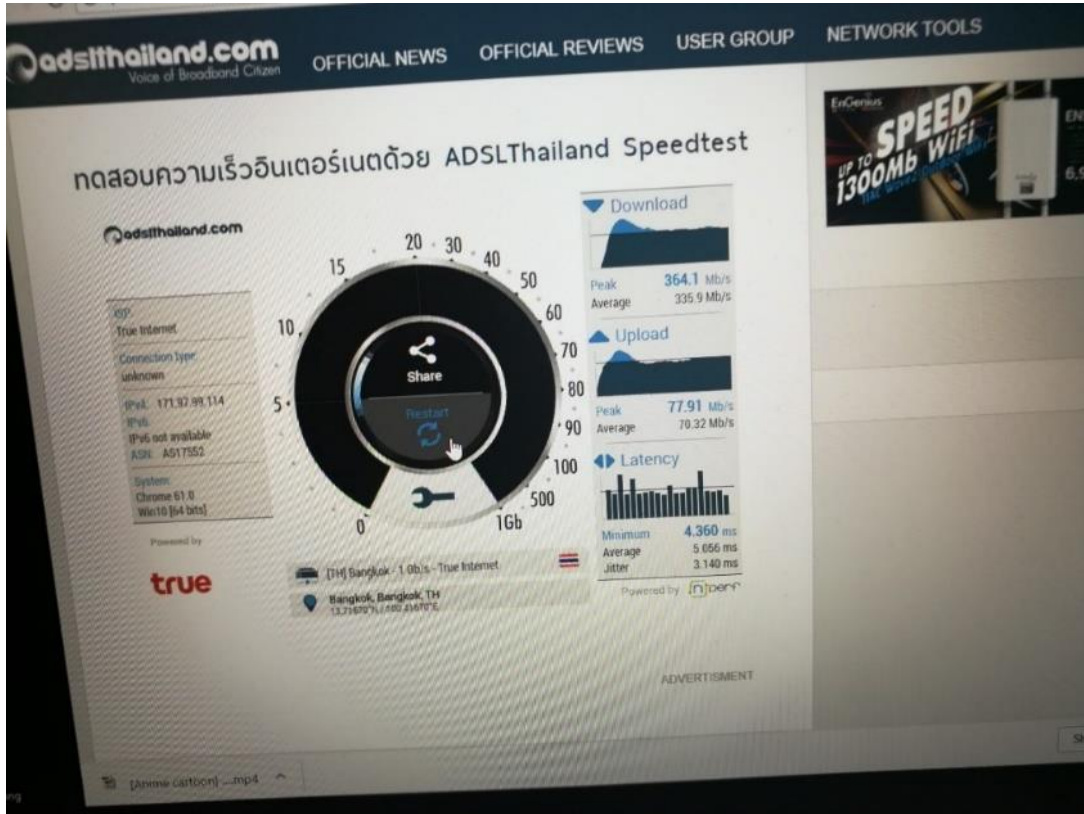 adslthailand.com
Voice of Broadband Citizen
OFFICIAL NEWS
OFFICIAL REVIEWS
USER GROUP
NETWORK TOOLS
EnGenius
UP TO SPEED
1300Mb WiFi
EN
6,9
ทดสอบความเร็วอินเตอร์เนตด้วย ADSLThailand Speedtest
adslthailand.com
ISP:
True Internet
Connection type:
unknown
IPv4: 171.97.99.114
IPv6:
IPv6 not available
ASN: AS17552
System:
Chrome 61.0
Win10 [64 bits]
Powered by
true
0
5
10
15
20
30
40
50
60
70
80
90
100
500
1Gb
Share
Restart
Download
Peak 364.1 Mb/s
Average 335.9 Mb/s
Upload
Peak 77.91 Mb/s
Average 70.32 Mb/s
Latency
Minimum 4.360 ms
Average 5.056 ms
Jitter 3.140 ms
Powered by nperf
[TH] Bangkok - 1 Gb/s - True Internet
Bangkok, Bangkok, TH
ADVERTISMENT
[Anime cartoon] ....mp4